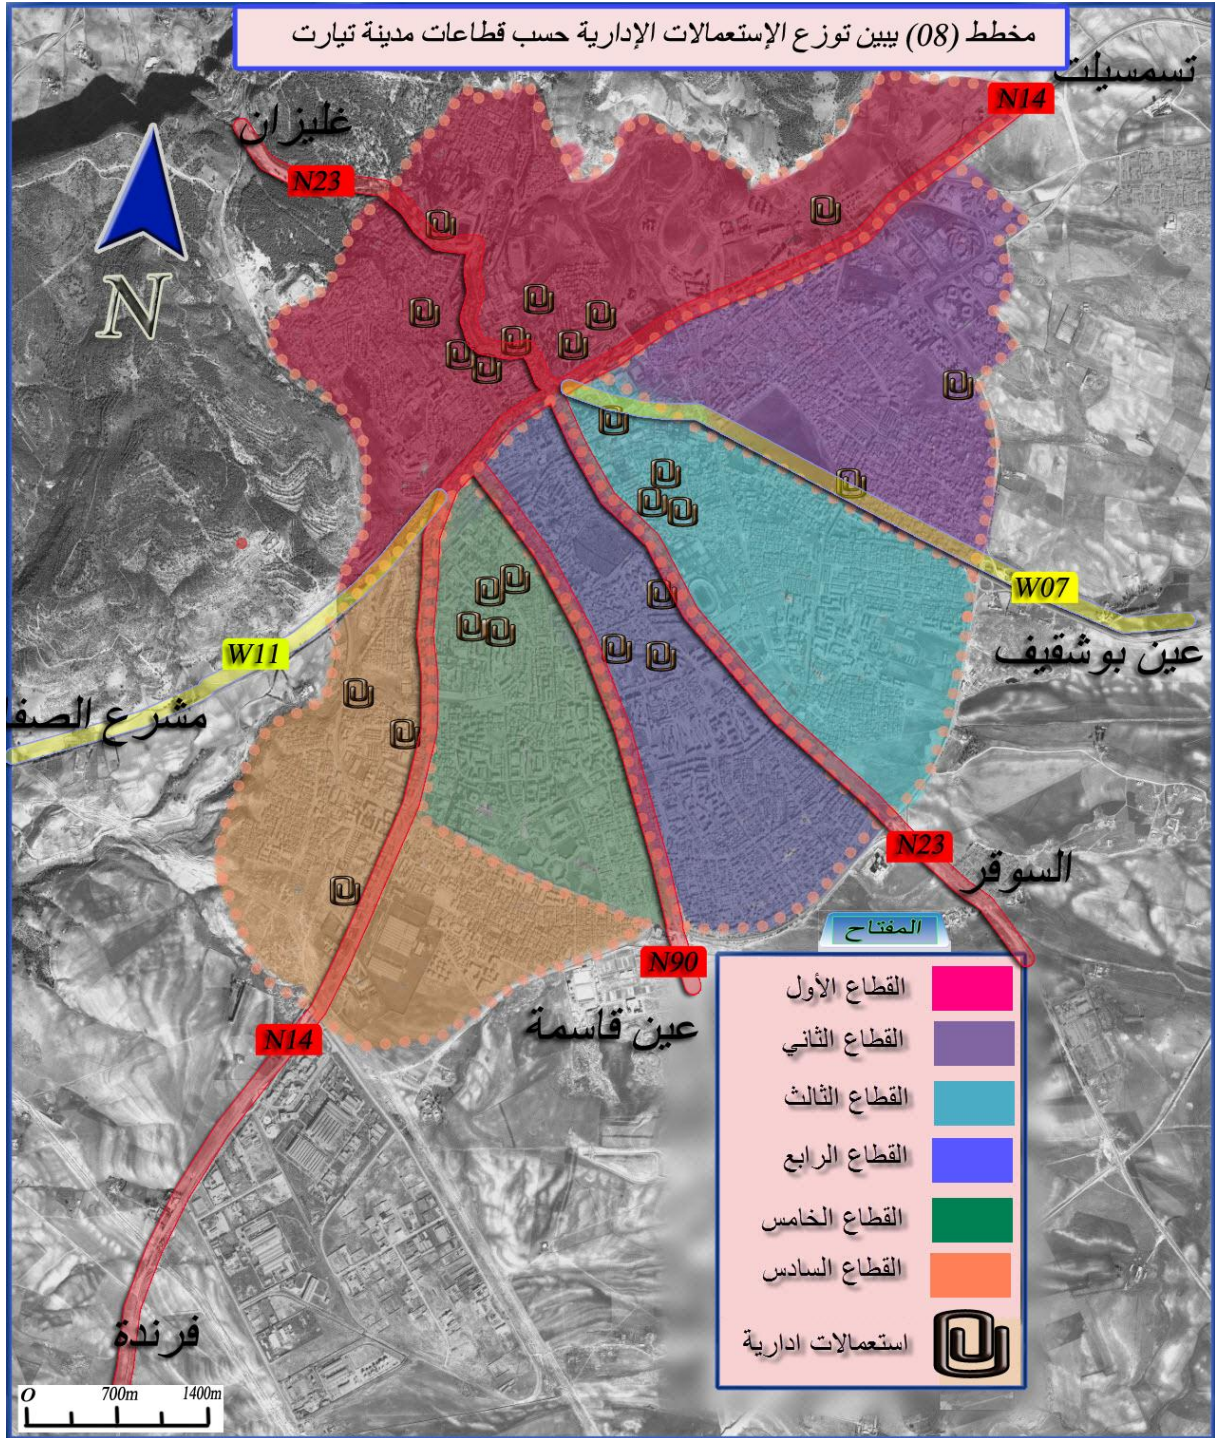 مخطط (08) يبين توزع الإستعمالات الإدارية حسب قطاعات مدينة تيارت
تسمسيلت
N14
غليزان
N23
N
W07
عين بوشقيف
W11
مشرع الصفا
N23
السوقر
المفتاح
N90
عين قاسمة
N14
القطاع الأول
القطاع الثاني
القطاع الثالث
القطاع الرابع
القطاع الخامس
القطاع السادس
استعمالات ادارية
فرندة
O 700m 1400m